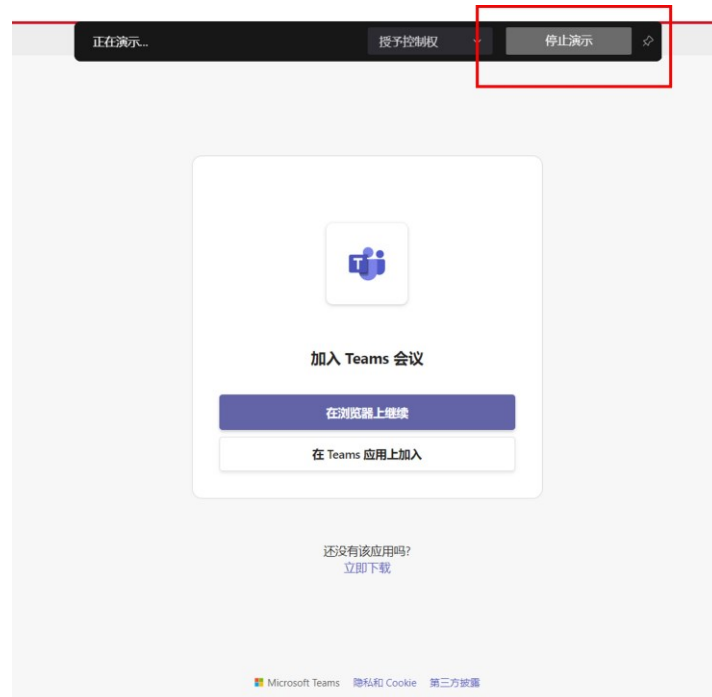 正在演示... 授予控制权 停止演示
加入 Teams 会议
在浏览器上继续
在 Teams 应用上加入
还没有该应用吗?
立即下载
Microsoft Teams 隐私和 Cookie 第三方披露